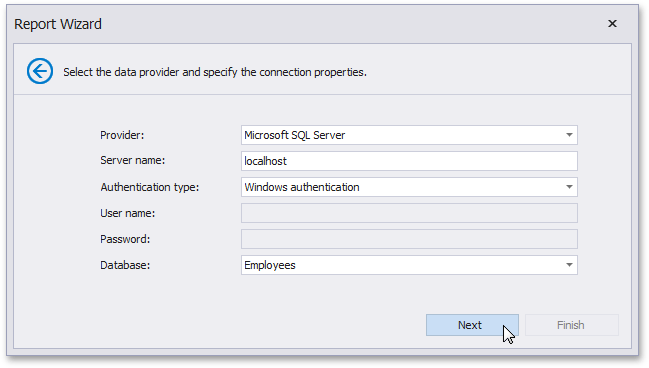 Report Wizard
Select the data provider and specify the connection properties.
Provider: Microsoft SQL Server
Server name: localhost
Authentication type: Windows authentication
User name:
Password:
Database: Employees
Next Finish